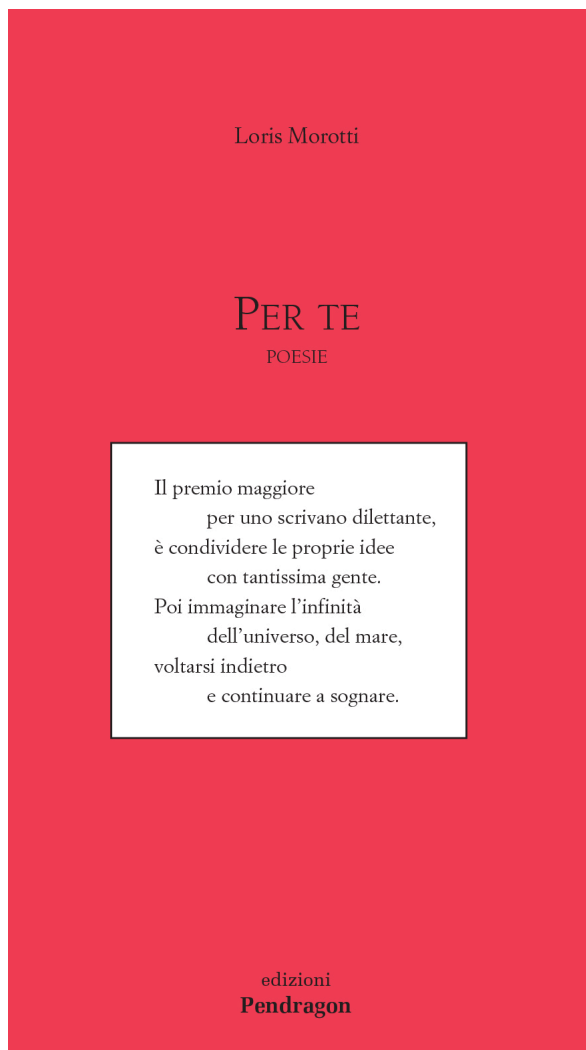 Loris Morotti
PER TE
POESIE
Il premio maggiore
per uno scrivano dilettante,
è condividere le proprie idee
con tantissima gente.
Poi immaginare l’infinità
dell’universo, del mare,
voltarsi indietro
e continuare a sognare.
edizioni
Pendragon